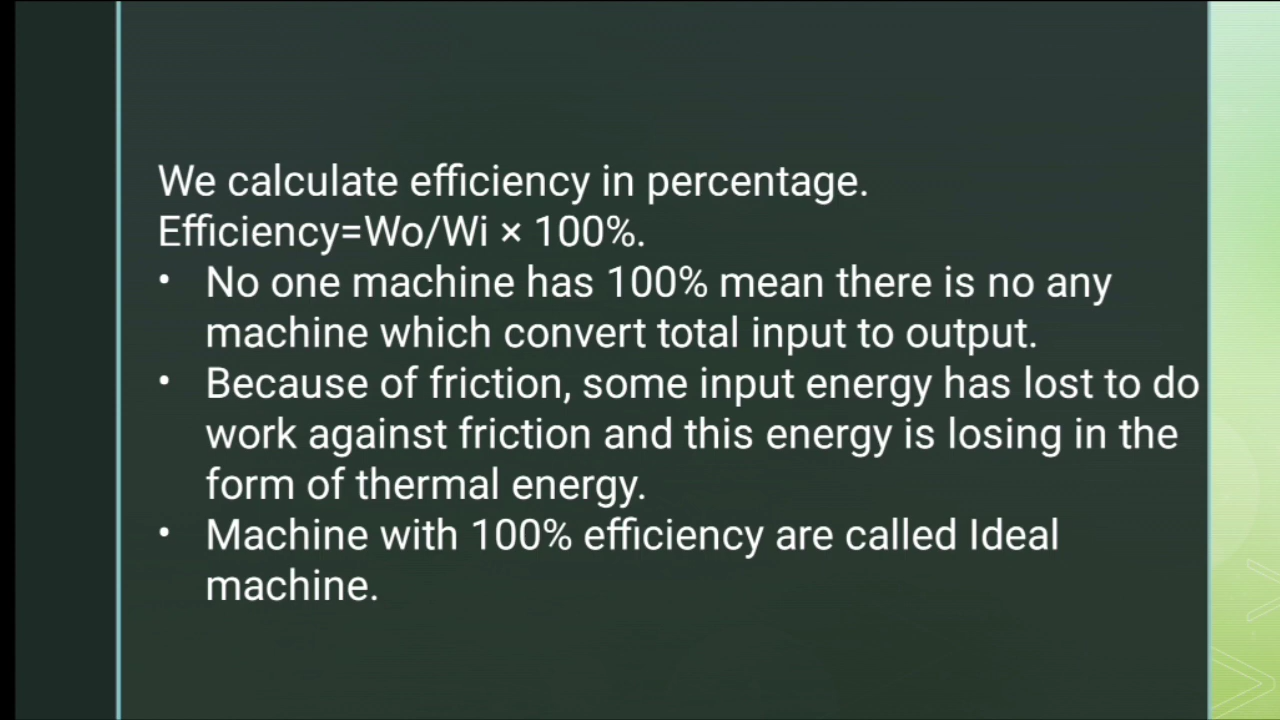 We calculate efficiency in percentage.
Efficiency=Wo/Wi × 100%.
• No one machine has 100% mean there is no any
machine which convert total input to output.
• Because of friction, some input energy has lost to do
work against friction and this energy is losing in the
form of thermal energy.
• Machine with 100% efficiency are called Ideal
machine.